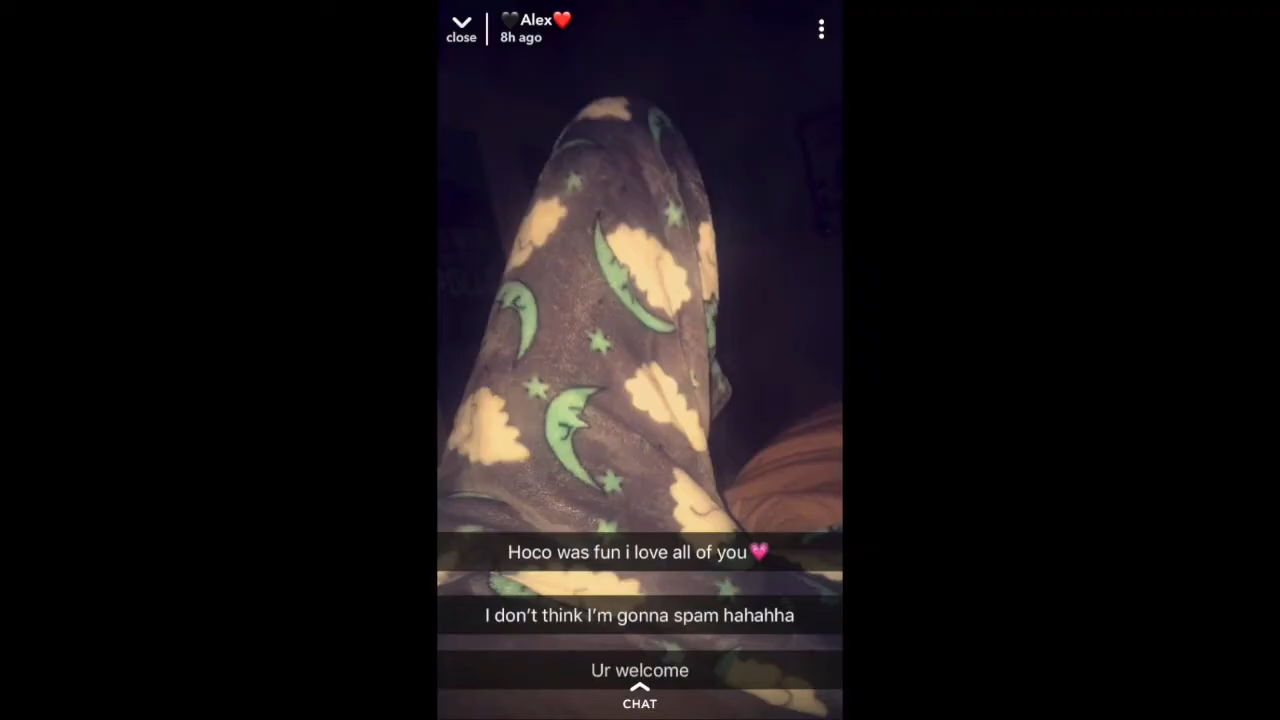 🖤Alex❤️
close
8h ago
Hoco was fun i love all of you💗
I don’t think I’m gonna spam hahahha
Ur welcome
CHAT